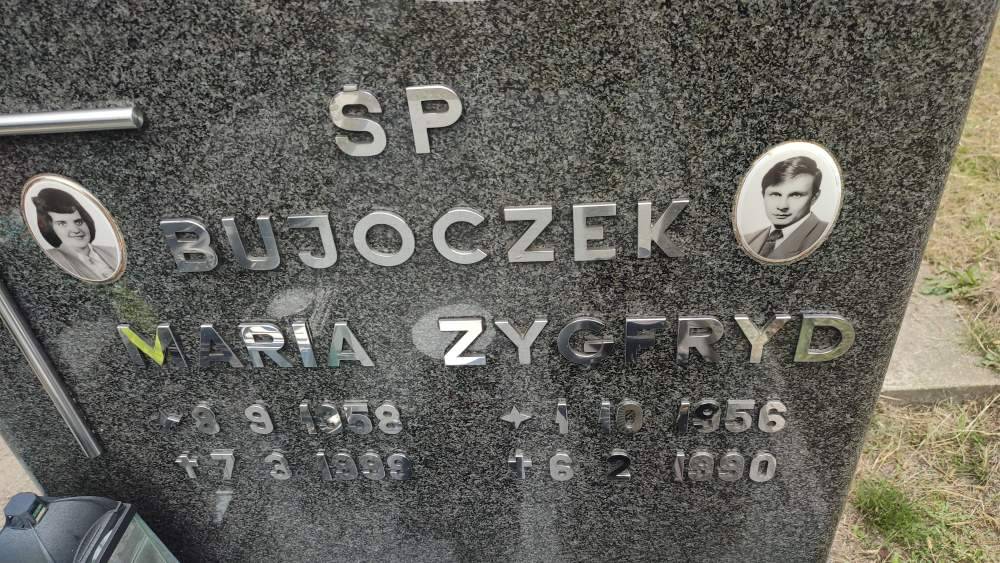 ŚP
BUJOCZEK
MARIA ZYGFRYD
8 9 1958 1 10 1956
7 3 1999 6 2 1990